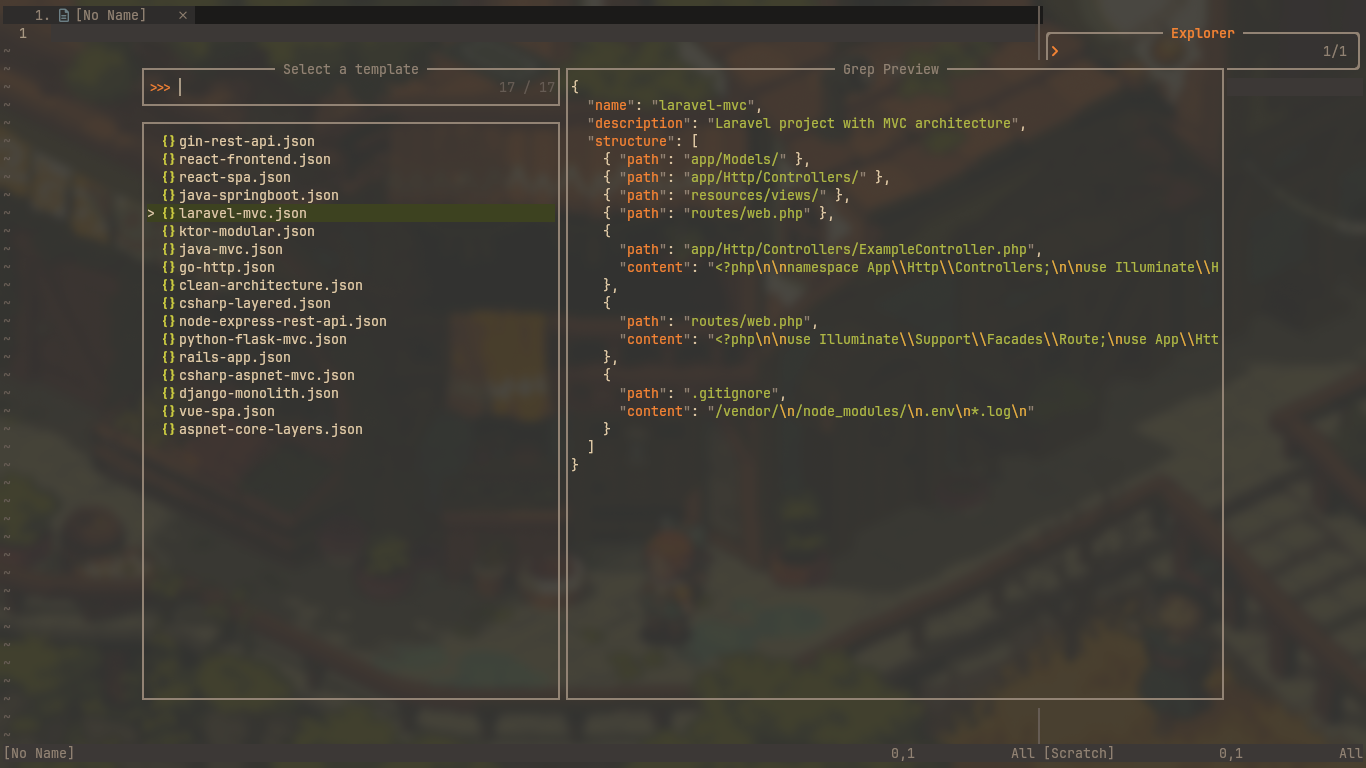 1. [No Name] ×
1
Explorer
> 1/1
Select a template
>>> 17 / 17
{} gin-rest-api.json
{} react-frontend.json
{} react-spa.json
{} java-springboot.json
> {} laravel-mvc.json
{} ktor-modular.json
{} java-mvc.json
{} go-http.json
{} clean-architecture.json
{} csharp-layered.json
{} node-express-rest-api.json
{} python-flask-mvc.json
{} rails-app.json
{} csharp-aspnet-mvc.json
{} django-monolith.json
{} vue-spa.json
{} aspnet-core-layers.json
Grep Preview
{
  "name": "laravel-mvc",
  "description": "Laravel project with MVC architecture",
  "structure": [
    { "path": "app/Models/" },
    { "path": "app/Http/Controllers/" },
    { "path": "resources/views/" },
    { "path": "routes/web.php" },
    {
      "path": "app/Http/Controllers/ExampleController.php",
      "content": "<?php\n\nnamespace App\\Http\\Controllers;\n\nuse Illuminate\\H
    },
    {
      "path": "routes/web.php",
      "content": "<?php\n\nuse Illuminate\\Support\\Facades\\Route;\nuse App\\Htt
    },
    {
      "path": ".gitignore",
      "content": "/vendor/\n/node_modules/\n.env\n*.log\n"
    }
  ]
}
[No Name] 0,1 All [Scratch] 0,1 All